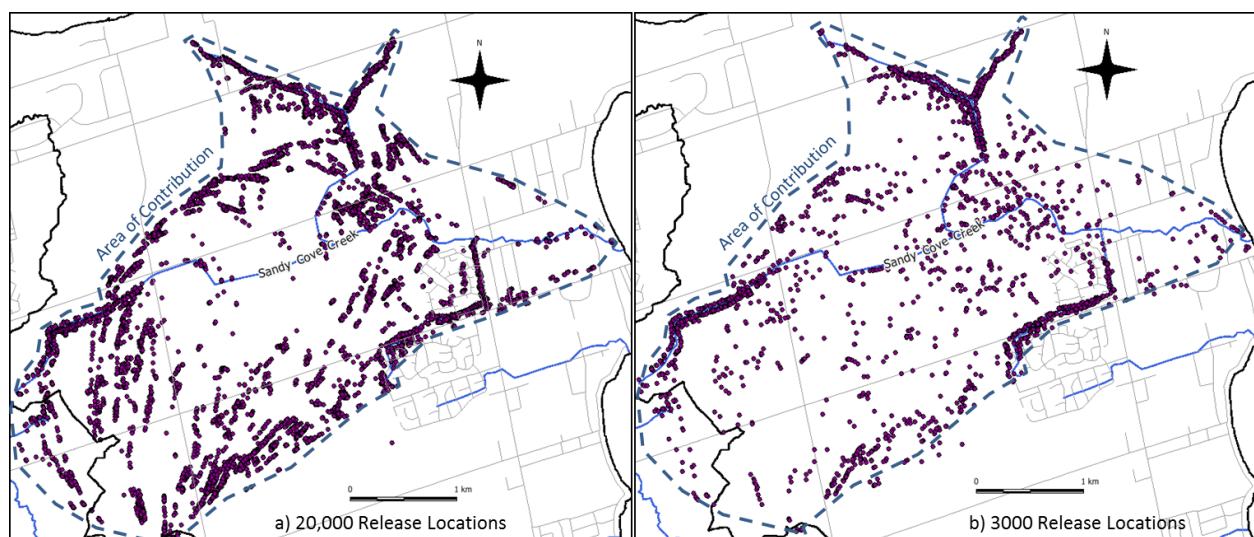 N
Area of Contribution
Sandy Cove Creek
0 1 km
a) 20,000 Release Locations
N
Area of Contribution
Sandy Cove Creek
0 1 km
b) 3000 Release Locations